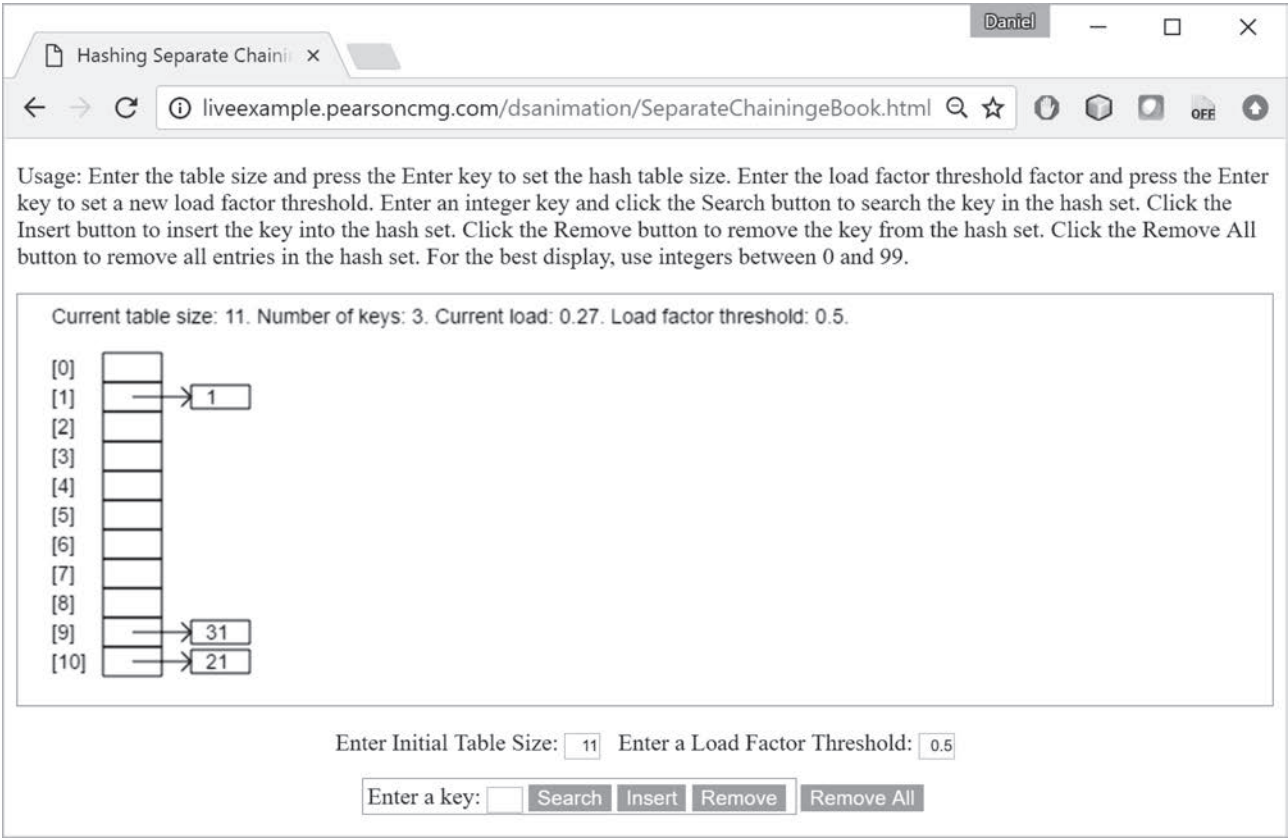 Daniel
Hashing Separate Chaini
liveexample.pearsoncmg.com/dsanimation/SeparateChainingeBook.html
OFF
Usage: Enter the table size and press the Enter key to set the hash table size. Enter the load factor threshold factor and press the Enter
key to set a new load factor threshold. Enter an integer key and click the Search button to search the key in the hash set. Click the
Insert button to insert the key into the hash set. Click the Remove button to remove the key from the hash set. Click the Remove All
button to remove all entries in the hash set. For the best display, use integers between 0 and 99.
Current table size: 11. Number of keys: 3. Current load: 0.27. Load factor threshold: 0.5.
[0]
[1] 1
[2]
[3]
[4]
[5]
[6]
[7]
[8]
[9] 31
[10] 21
Enter Initial Table Size: 11 Enter a Load Factor Threshold: 0.5
Enter a key: Search Insert Remove Remove All